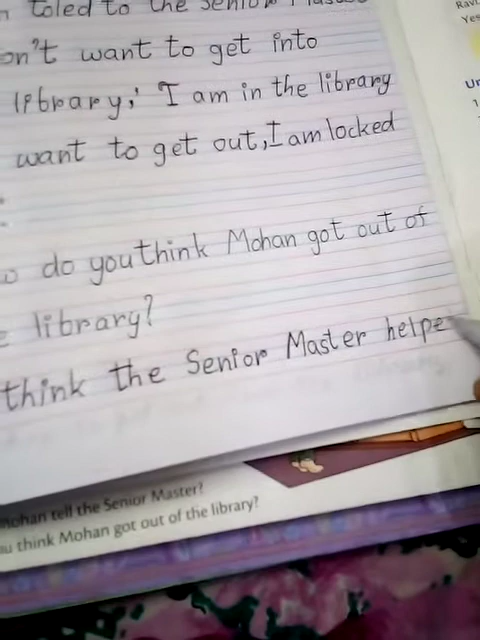 toled to the senior
on't want to get into
library; I am in the library
want to get out, I am locked
do you think Mohan got out of
library?
think the Senior Master helpe
Mohan tell the Senior Master?
u think Mohan got out of the library?